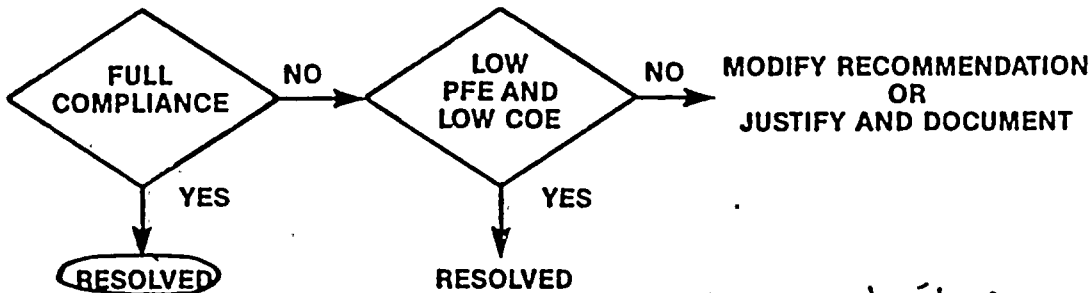 FULL
COMPLIANCE
NO
LOW
PFE AND
LOW COE
NO
MODIFY RECOMMENDATION
OR
JUSTIFY AND DOCUMENT
YES
YES
RESOLVED
RESOLVED